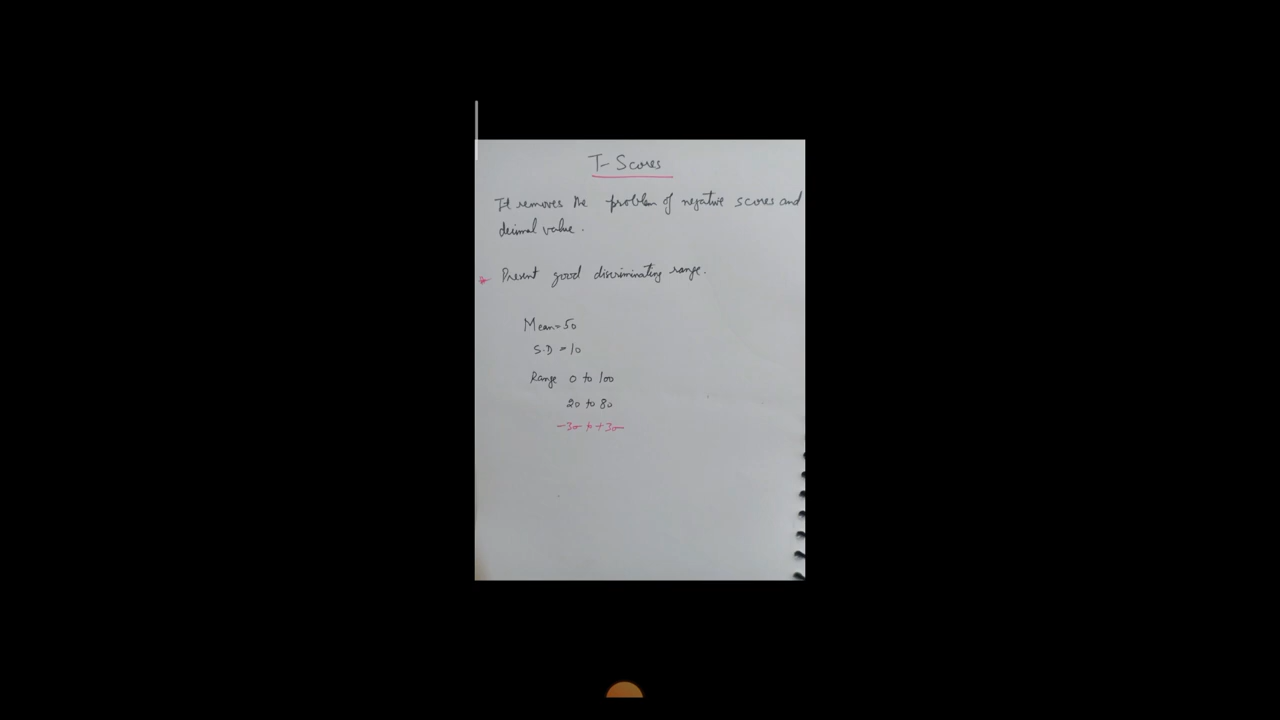 T- Scores
It removes the problem of negative scores and
decimal value.
Present good discriminating range.
Mean=50
S.D =10
Range 0 to 100
20 to 80
-3σ to +3σ